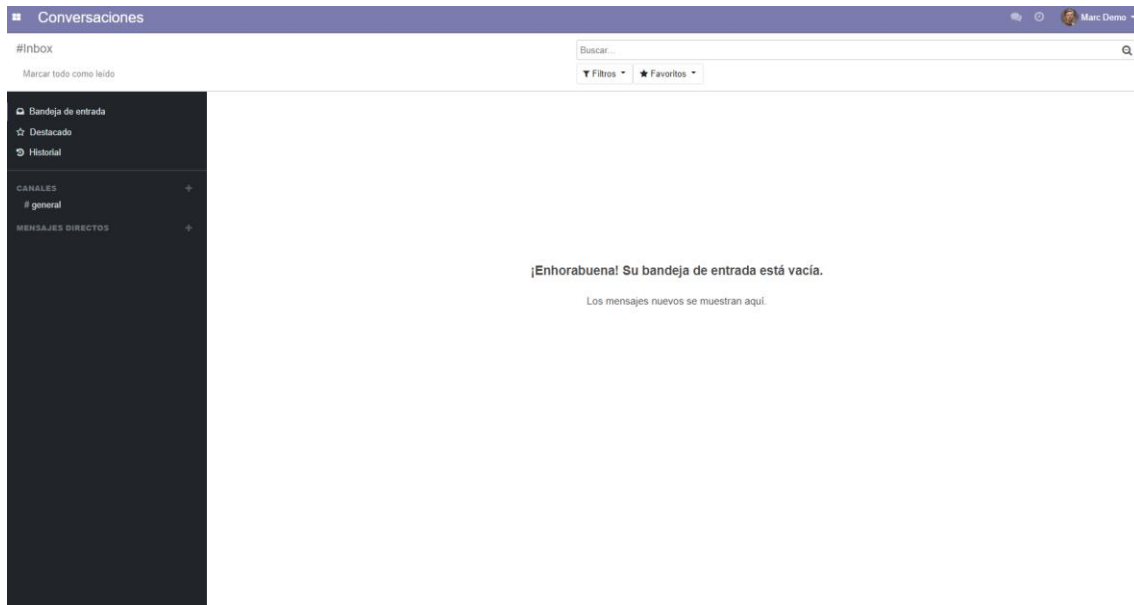 Conversaciones
Marc Demo
#Inbox
Buscar...
Marcar todo como leído
Filtros
Favoritos
Bandeja de entrada
Destacado
Historial
CANALES +
# general
MENSAJES DIRECTOS +
¡Enhorabuena! Su bandeja de entrada está vacía.
Los mensajes nuevos se muestran aquí.